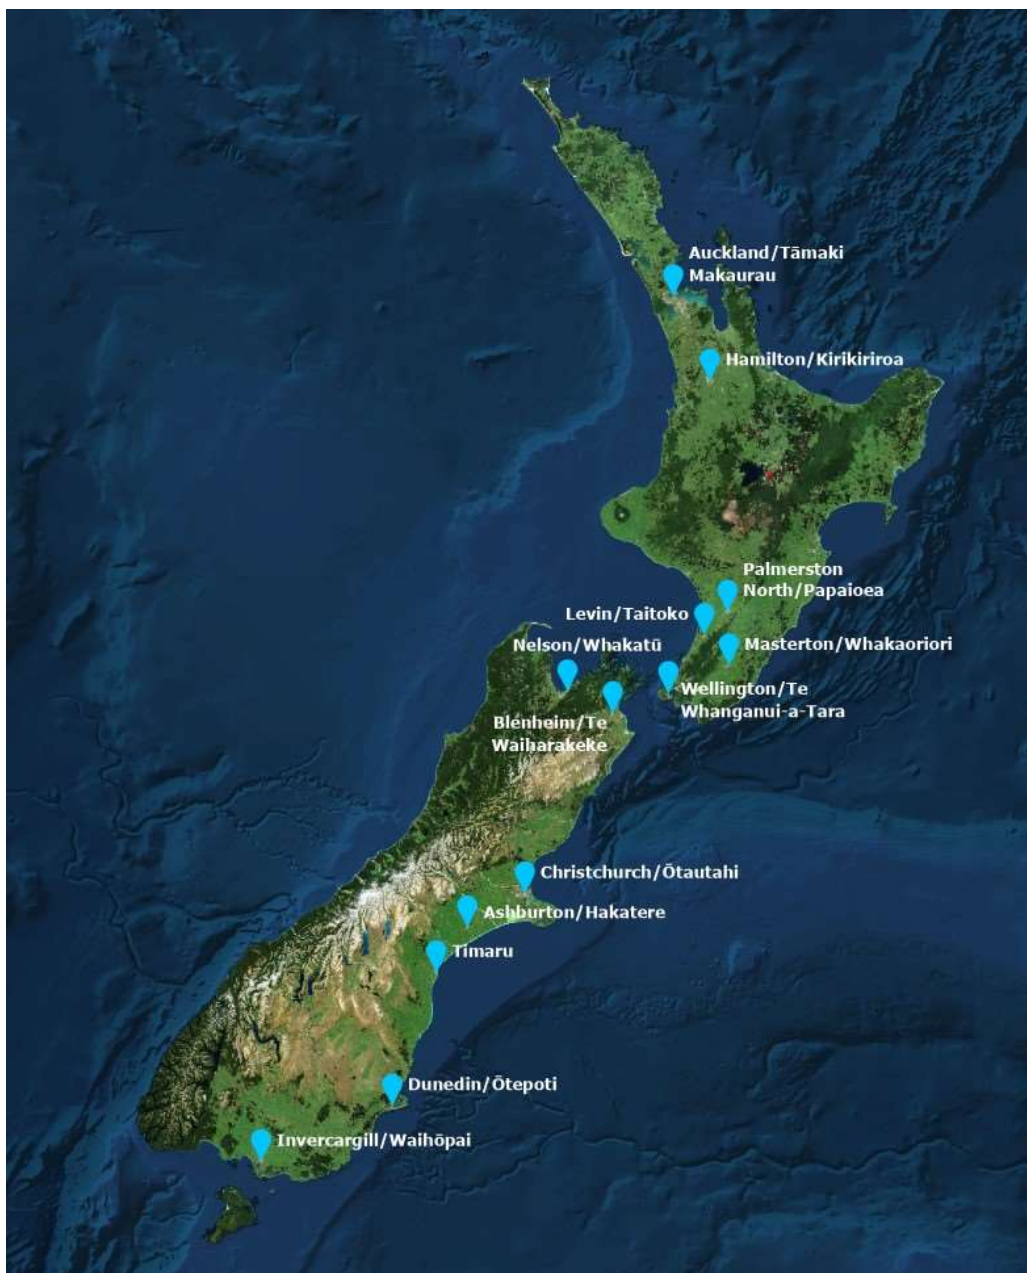 Auckland/Tāmaki
Makaurau
Hamilton/Kirikiriroa
Palmerston
North/Papaioea
Levin/Taitoko
Nelson/Whakatū
Masterton/Whakaoriori
Wellington/Te
Whanganui-a-Tara
Blenheim/Te
Waiharakeke
Christchurch/Ōtautahi
Ashburton/Hakatere
Timaru
Dunedin/Ōtepoti
Invercargill/Waihōpai